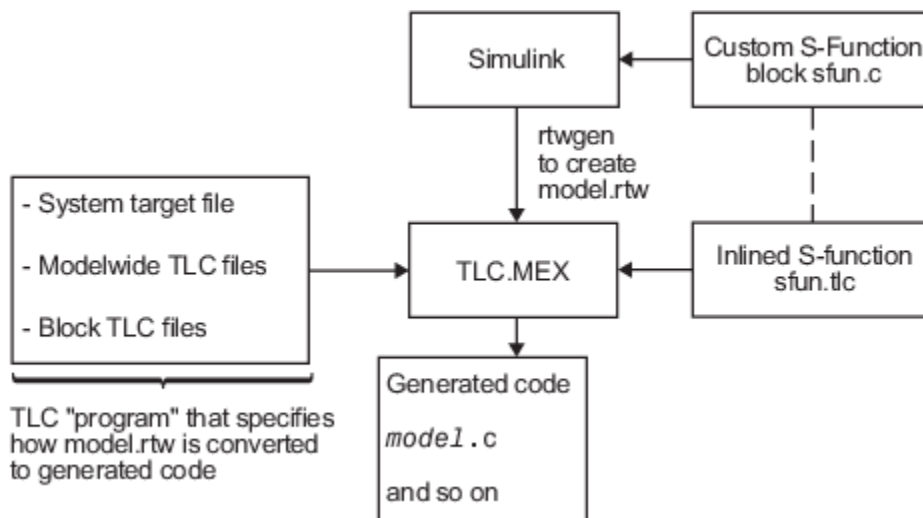 Simulink
Custom S-Function
block sfun.c
rtwgen
to create
model.rtw
- System target file
- Modelwide TLC files
- Block TLC files
TLC.MEX
Inlined S-function
sfun.tlc
TLC "program" that specifies
how model.rtw is converted
to generated code
Generated code
model.c
and so on